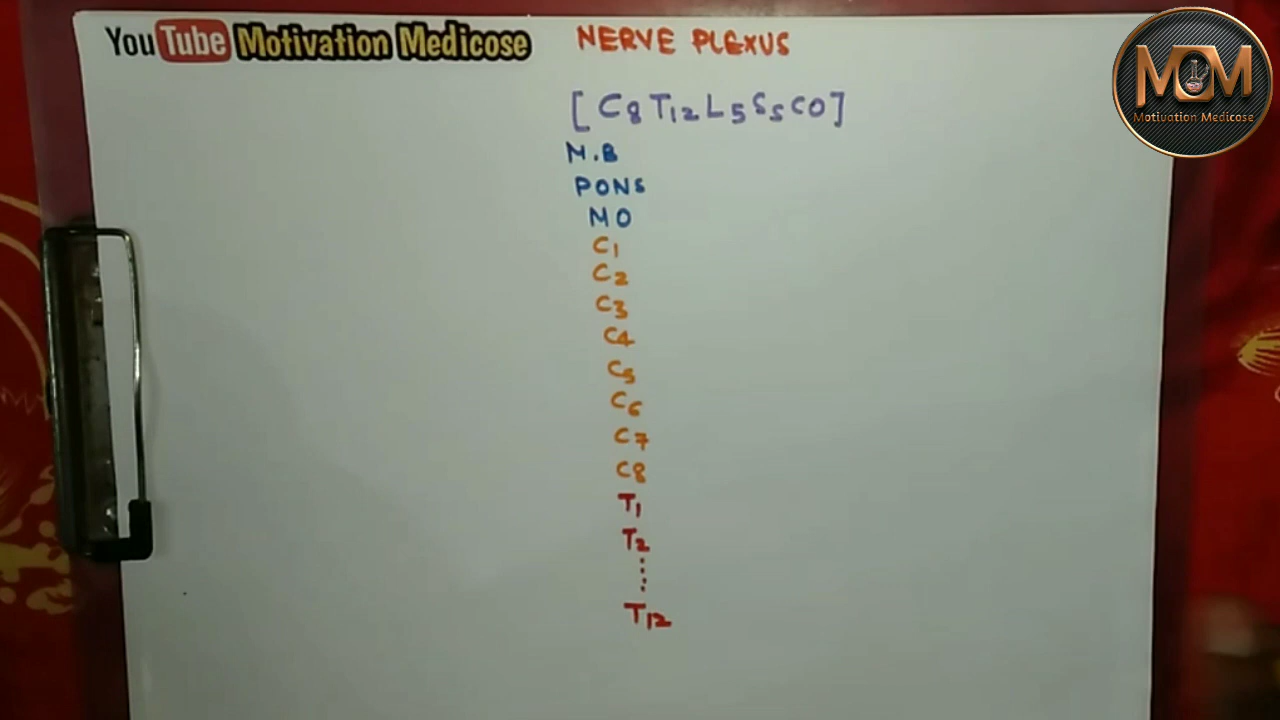 YouTube Motivation Medicose
NERVE PLEXUS
MOM
Motivation Medicose
[C8 T12 L5 S5 CO]
M.B
PONS
MO
C1
C2
C3
C4
C5
C6
C7
C8
T1
T2
.....
T12